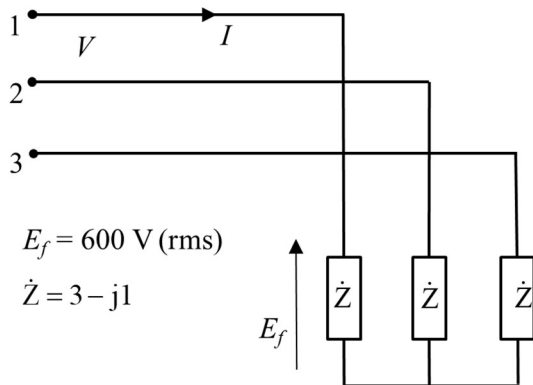 1
V
I
2
3
E_f = 600 V (rms)
Ż = 3 – j1
E_f
Ż
Ż
Ż